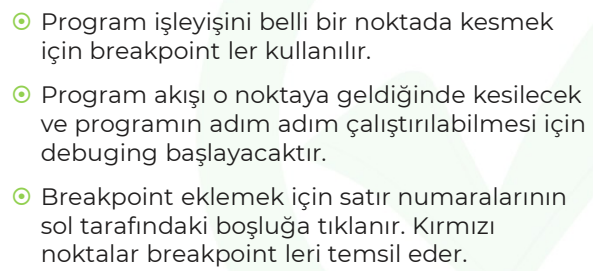 Program işleyişini belli bir noktada kesmek
için breakpoint ler kullanılır.
Program akışı o noktaya geldiğinde kesilecek
ve programın adım adım çalıştırılabilmesi için
debuging başlayacaktır.
Breakpoint eklemek için satır numaralarının
sol tarafındaki boşluğa tıklanır. Kırmızı
noktalar breakpoint leri temsil eder.